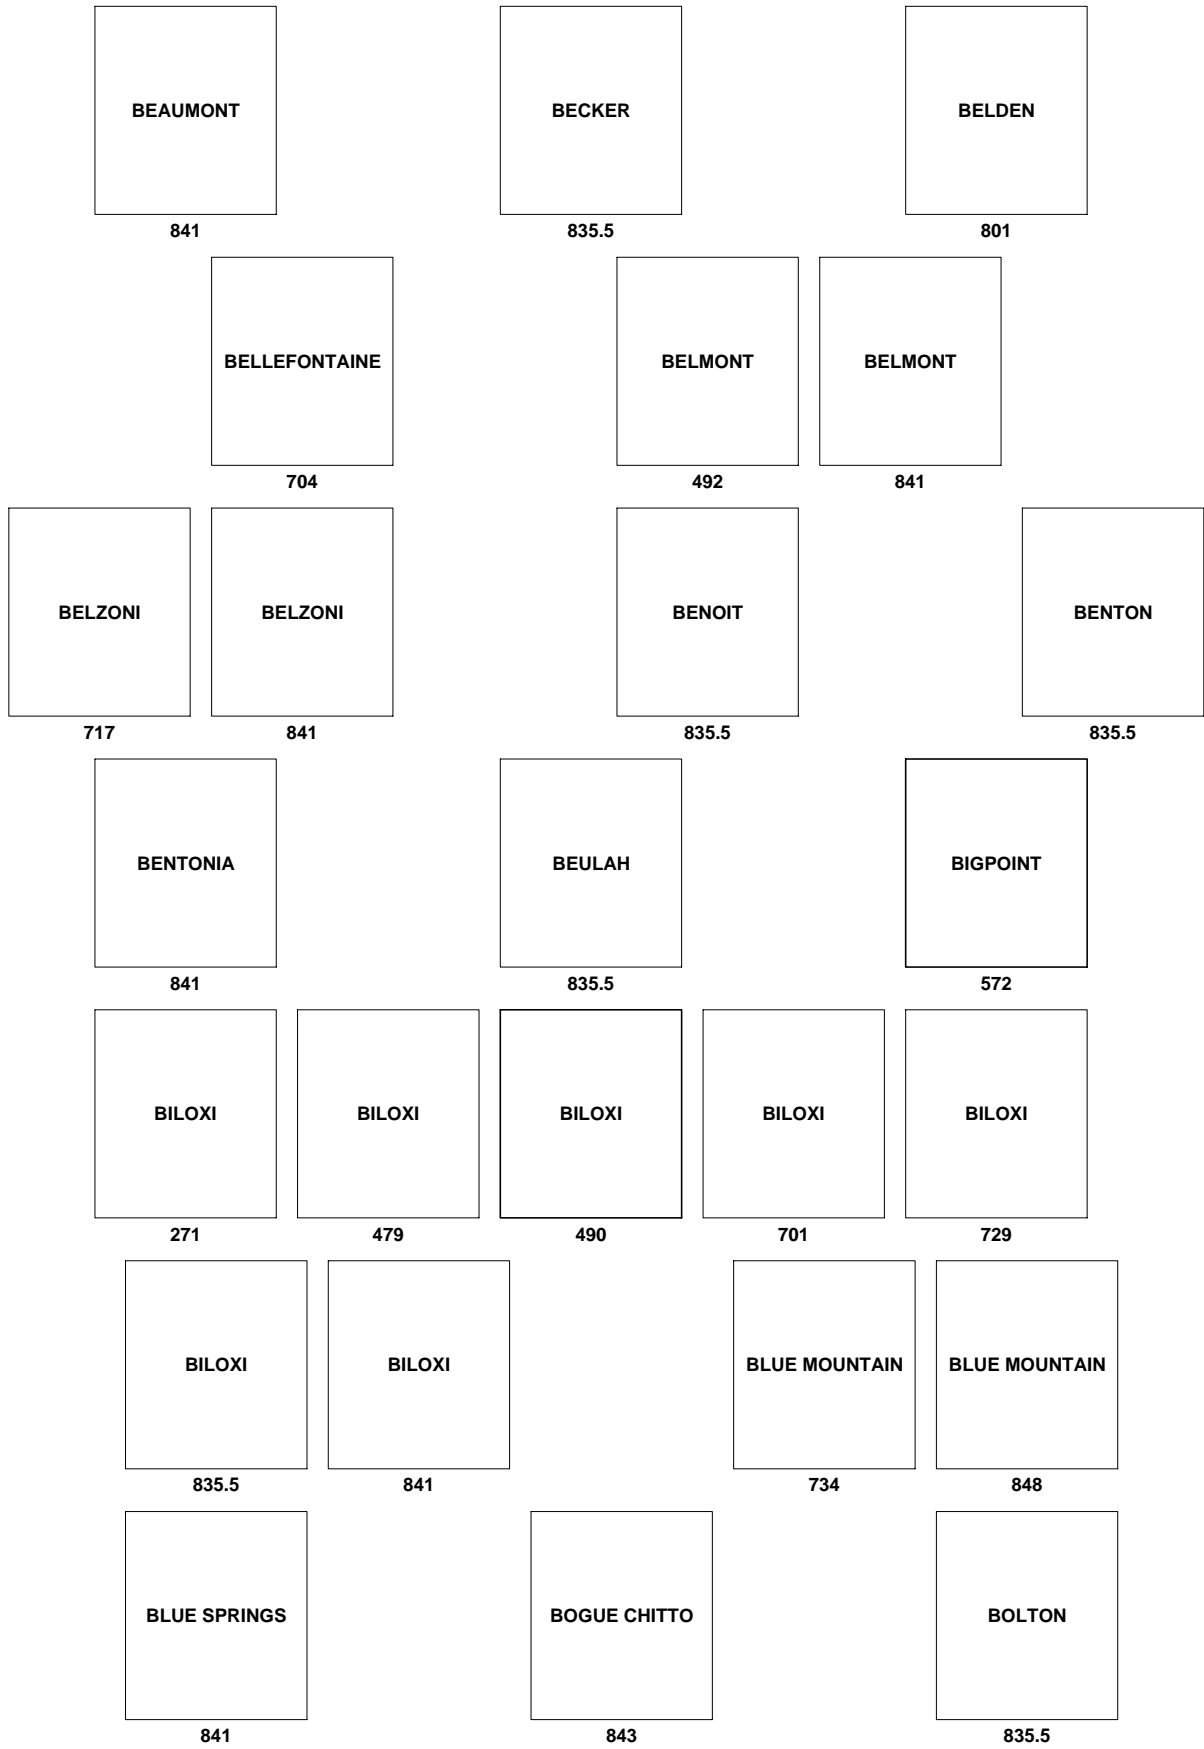 BEAUMONT BECKER BELDEN
841 835.5 801
BELLEFONTAINE BELMONT BELMONT
704 492 841
BELZONI BELZONI BENOIT BENTON
717 841 835.5 835.5
BENTONIA BEULAH BIGPOINT
841 835.5 572
BILOXI BILOXI BILOXI BILOXI BILOXI
271 479 490 701 729
BILOXI BILOXI BLUE MOUNTAIN BLUE MOUNTAIN
835.5 841 734 848
BLUE SPRINGS BOGUE CHITTO BOLTON
841 843 835.5